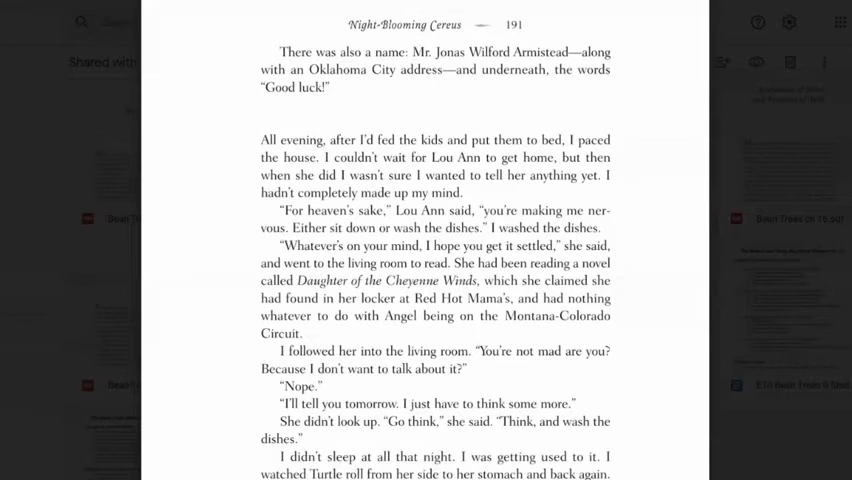 Night-Blooming Cereus — 191
There was also a name: Mr. Jonas Wilford Armistead—along
with an Oklahoma City address—and underneath, the words
“Good luck!”
All evening, after I’d fed the kids and put them to bed, I paced
the house. I couldn’t wait for Lou Ann to get home, but then
when she did I wasn’t sure I wanted to tell her anything yet. I
hadn’t completely made up my mind.
“For heaven’s sake,” Lou Ann said, “you’re making me ner-
vous. Either sit down or wash the dishes.” I washed the dishes.
“Whatever’s on your mind, I hope you get it settled,” she said,
and went to the living room to read. She had been reading a novel
called Daughter of the Cheyenne Winds, which she claimed she
had found in her locker at Red Hot Mama’s, and had nothing
whatever to do with Angel being on the Montana-Colorado
Circuit.
I followed her into the living room. “You’re not mad are you?
Because I don’t want to talk about it?”
“Nope.”
“I’ll tell you tomorrow. I just have to think some more.”
She didn’t look up. “Go think,” she said. “Think, and wash the
dishes.”
I didn’t sleep at all that night. I was getting used to it. I
watched Turtle roll from her side to her stomach and back again.
Shared with
Bean Tr
Bean Trees Ch 16.pdf
Bean